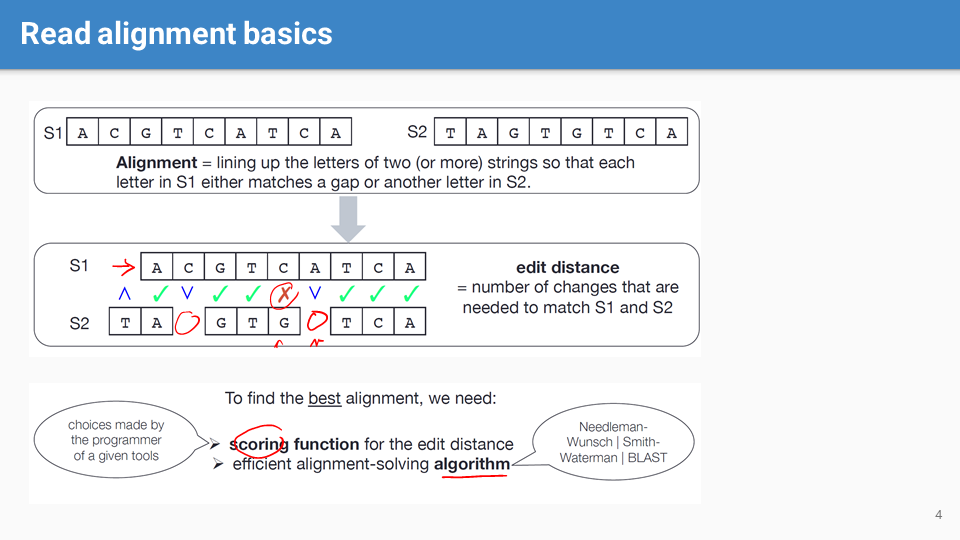 Read alignment basics
S1 A C G T C A T C A
S2 T A G T G T C A
Alignment = lining up the letters of two (or more) strings so that each
letter in S1 either matches a gap or another letter in S2.
S1 → A C G T C A T C A
^ ✓ v ✓ ✓ ✗ v ✓ ✓ ✓
S2 T A G T G T C A
edit distance
= number of changes that are
needed to match S1 and S2
To find the best alignment, we need:
choices made by
the programmer
of a given tools
➢ scoring function for the edit distance
➢ efficient alignment-solving algorithm
Needleman-
Wunsch | Smith-
Waterman | BLAST
4